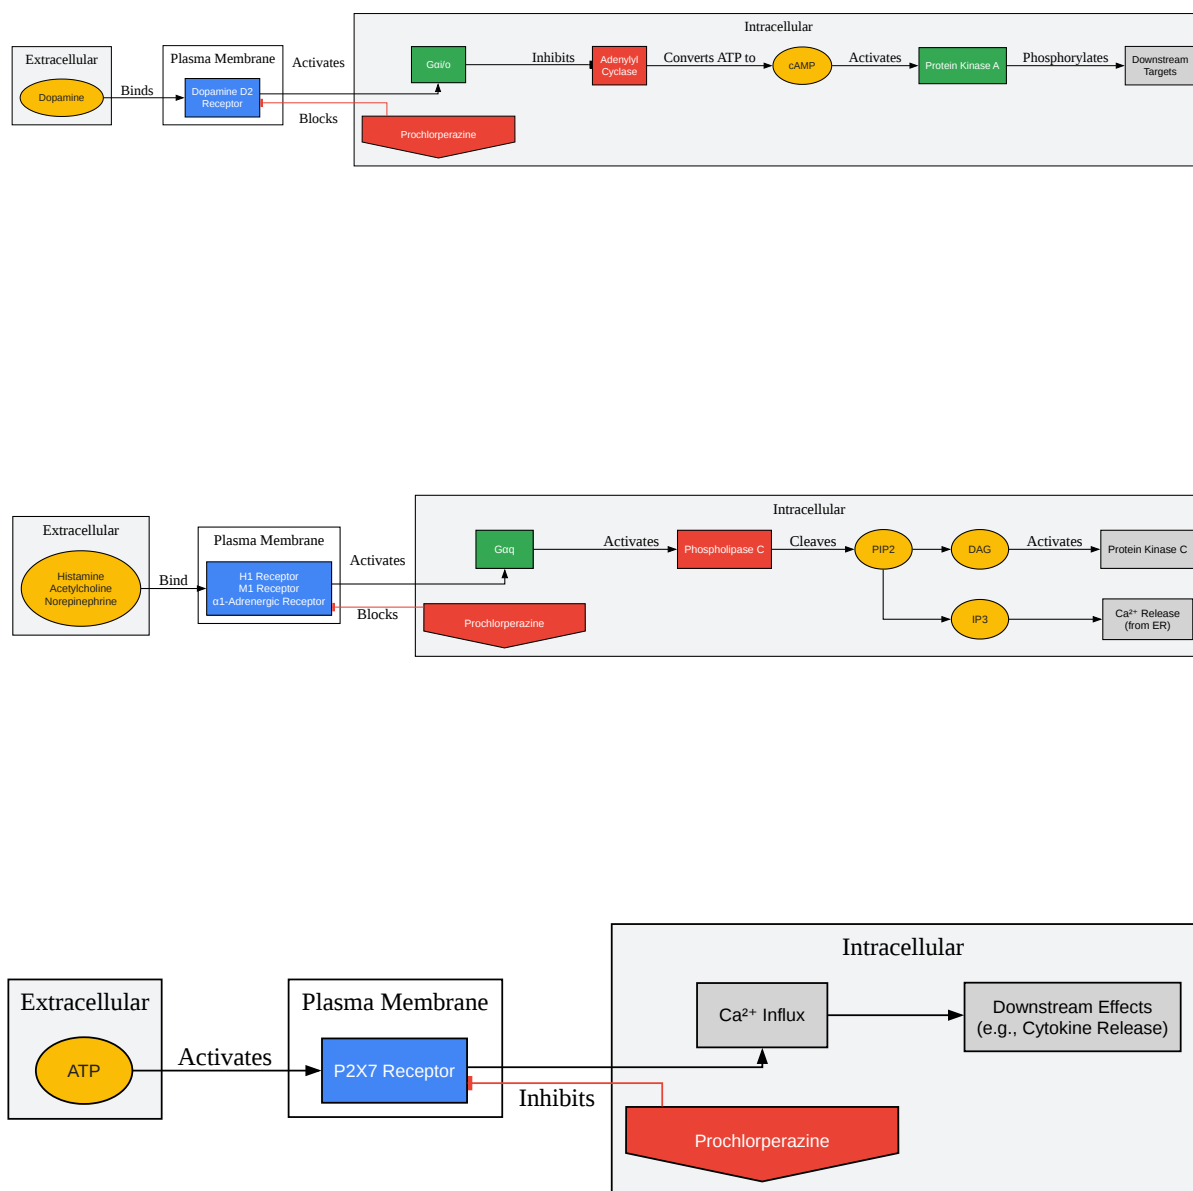 Intracellular
Extracellular
Dopamine
Binds
Plasma Membrane
Dopamine D2
Receptor
Activates
Blocks
Gαi/o
Inhibits
Adenylyl
Cyclase
Converts ATP to
cAMP
Activates
Protein Kinase A
Phosphorylates
Downstream
Targets
Prochlorperazine
Intracellular
Extracellular
Histamine
Acetylcholine
Norepinephrine
Bind
Plasma Membrane
H1 Receptor
M1 Receptor
α1-Adrenergic Receptor
Activates
Blocks
Gαq
Activates
Phospholipase C
Cleaves
PIP2
DAG
Activates
Protein Kinase C
IP3
Ca²⁺ Release
(from ER)
Prochlorperazine
Intracellular
Extracellular
ATP
Activates
Plasma Membrane
P2X7 Receptor
Inhibits
Ca²⁺ Influx
Downstream Effects
(e.g., Cytokine Release)
Prochlorperazine